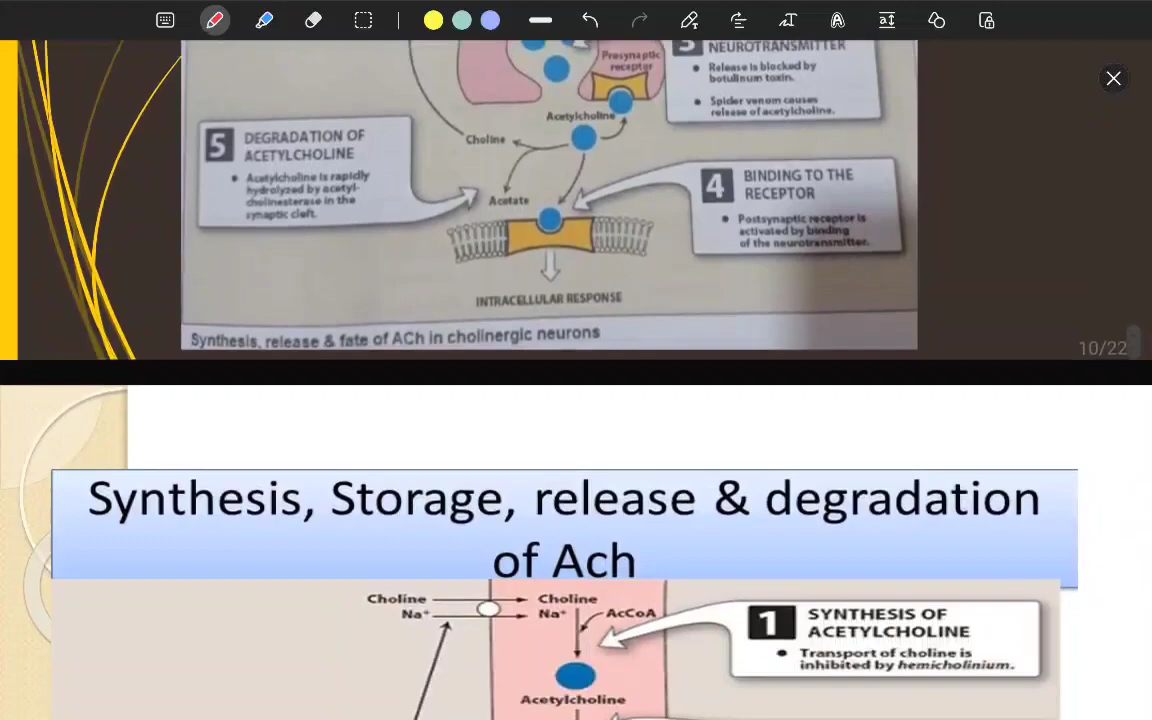 3
NEUROTRANSMITTER
Presynaptic
receptor
• Release is blocked by
botulinum toxin.
• Spider venom causes
release of acetylcholine.
Acetylcholine
5
DEGRADATION OF
ACETYLCHOLINE
• Acetylcholine is rapidly
hydrolyzed by acetyl-
cholinesterase in the
synaptic cleft.
Choline
Acetate
4
BINDING TO THE
RECEPTOR
• Postsynaptic receptor is
activated by binding
of the neurotransmitter.
INTRACELLULAR RESPONSE
Synthesis, release & fate of ACh in cholinergic neurons
10/22
Synthesis, Storage, release & degradation
of Ach
Choline
Na+
Choline
Na+
AcCoA
Acetylcholine
1
SYNTHESIS OF
ACETYLCHOLINE
• Transport of choline is
inhibited by hemicholinium.